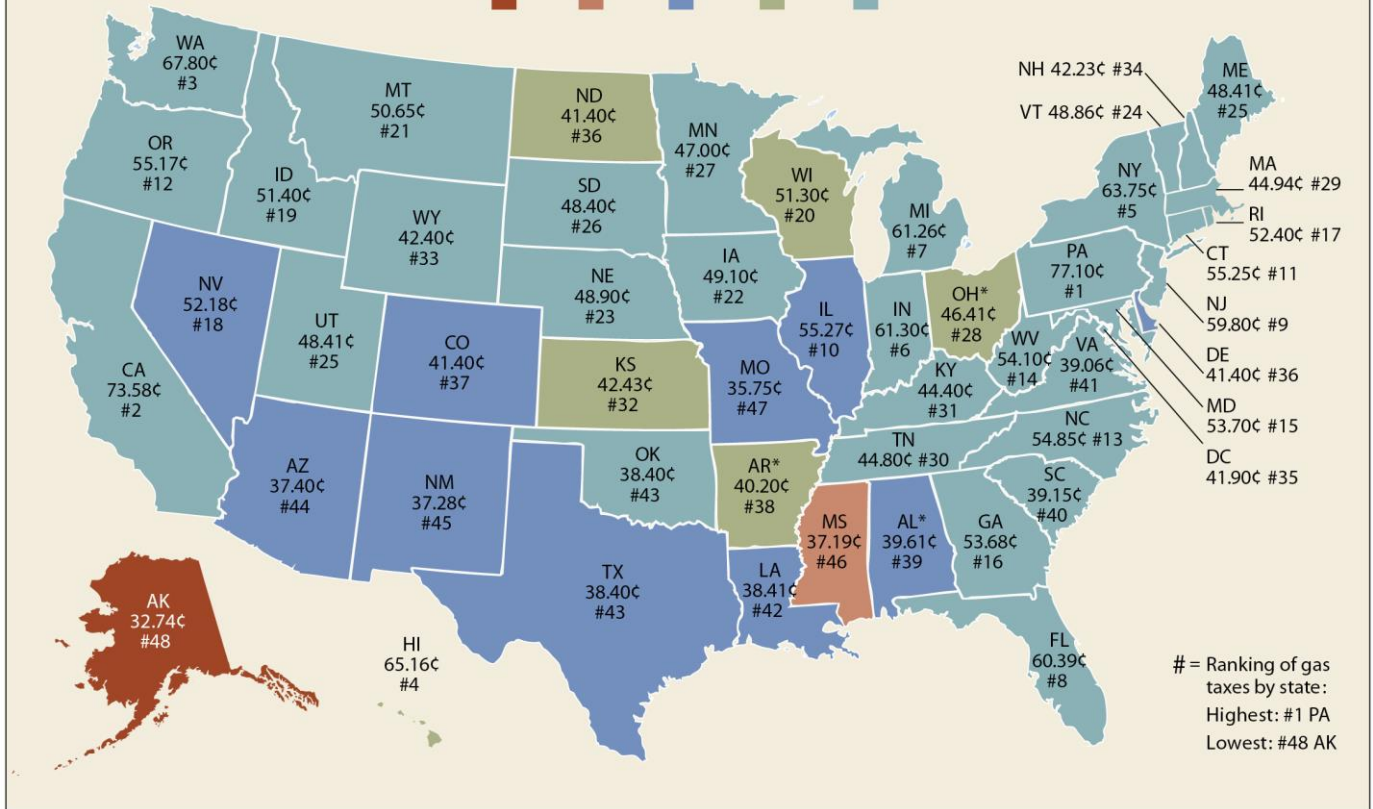 WA
67.80¢
#3
MT
50.65¢
#21
ND
41.40¢
#36
MN
47.00¢
#27
NH 42.23¢ #34
VT 48.86¢ #24
ME
48.41¢
#25
OR
55.17¢
#12
ID
51.40¢
#19
WY
42.40¢
#33
SD
48.40¢
#26
WI
51.30¢
#20
MI
61.26¢
#7
NY
63.75¢
#5
MA
44.94¢ #29
RI
52.40¢ #17
CT
55.25¢ #11
NJ
59.80¢ #9
DE
41.40¢ #36
MD
53.70¢ #15
DC
41.90¢ #35
NV
52.18¢
#18
UT
48.41¢
#25
CO
41.40¢
#37
NE
48.90¢
#23
IA
49.10¢
#22
IL
55.27¢
#10
IN
61.30¢
#6
OH*
46.41¢
#28
PA
77.10¢
#1
CA
73.58¢
#2
KS
42.43¢
#32
MO
35.75¢
#47
KY
44.40¢
#31
WV
54.10¢
#14
VA
39.06¢
#41
AZ
37.40¢
#44
NM
37.28¢
#45
OK
38.40¢
#43
AR*
40.20¢
#38
TN
44.80¢ #30
NC
54.85¢ #13
SC
39.15¢
#40
TX
38.40¢
#43
LA
38.41¢
#42
MS
37.19¢
#46
AL*
39.61¢
#39
GA
53.68¢
#16
FL
60.39¢
#8
AK
32.74¢
#48
HI
65.16¢
#4
# = Ranking of gas
taxes by state:
Highest: #1 PA
Lowest: #48 AK